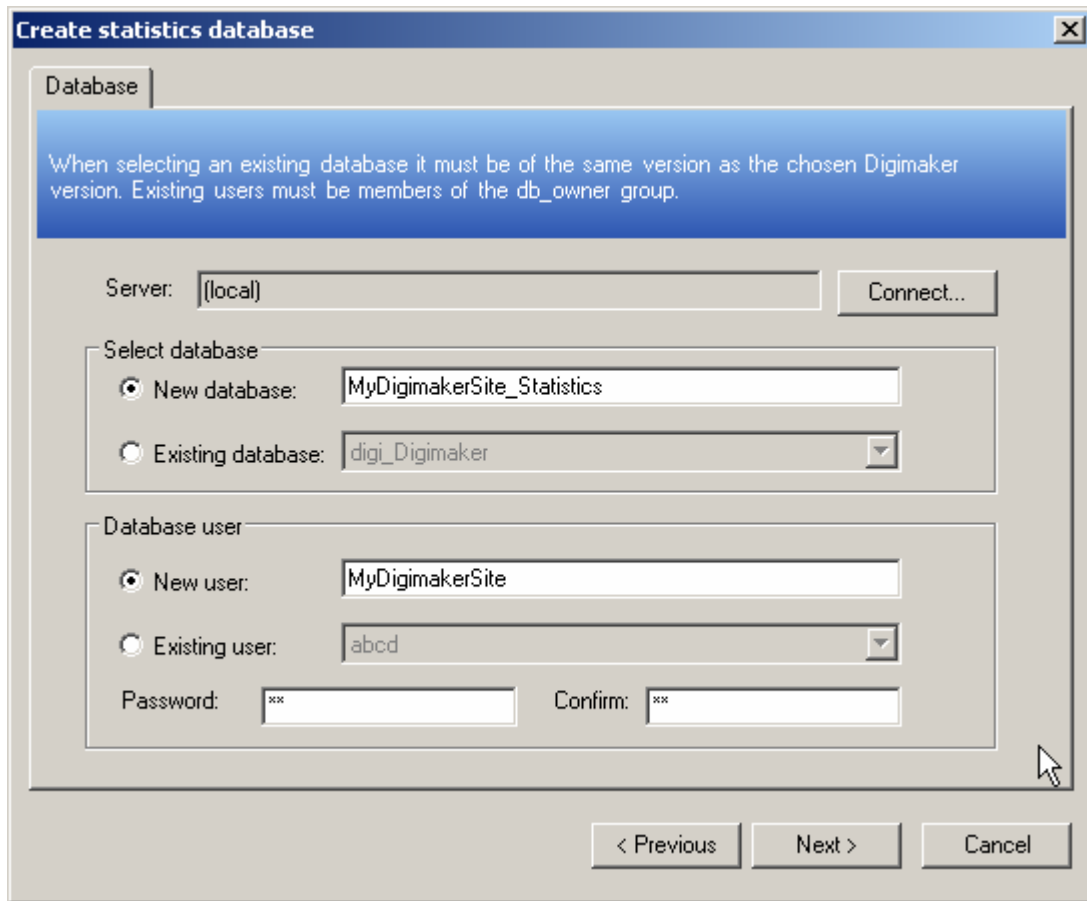 Create statistics database
Database
When selecting an existing database it must be of the same version as the chosen Digimaker
version. Existing users must be members of the db_owner group.
Server: (local) Connect...
Select database
New database: MyDigimakerSite_Statistics
Existing database: digi_Digimaker
Database user
New user: MyDigimakerSite
Existing user: abcd
Password: ** Confirm: **
< Previous Next > Cancel